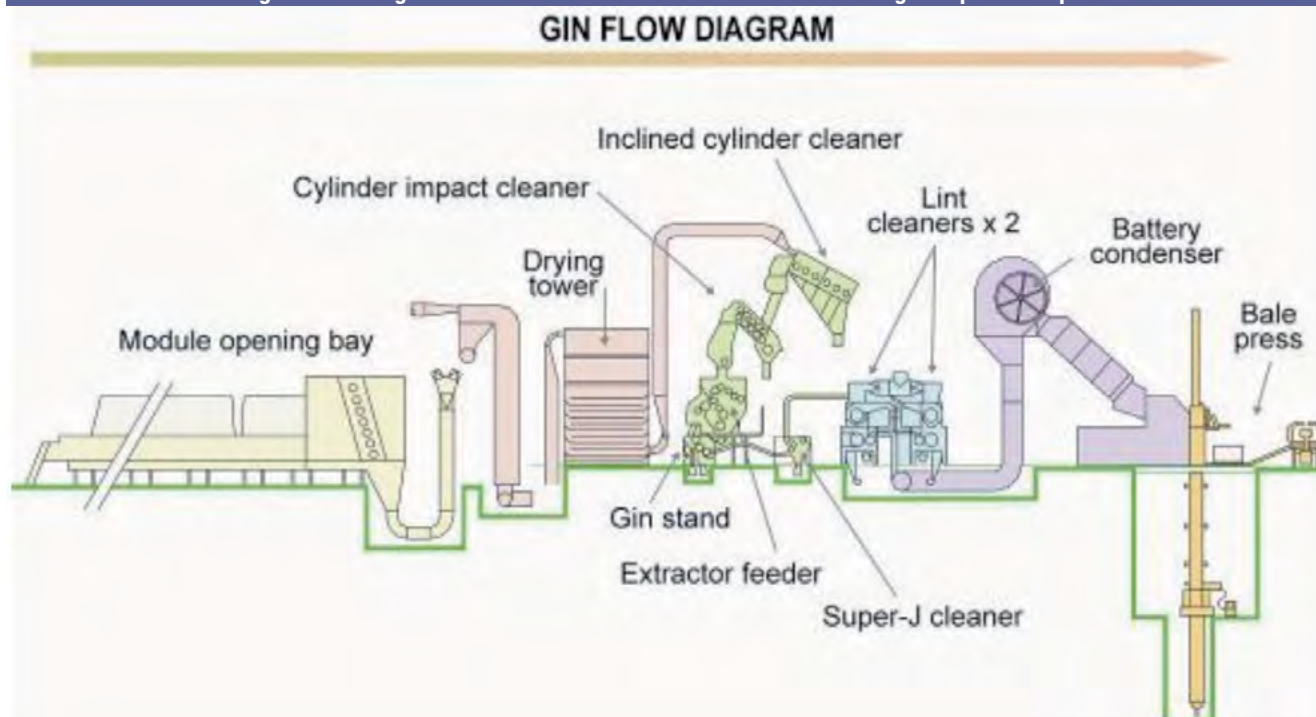 GIN FLOW DIAGRAM
Inclined cylinder cleaner
Cylinder impact cleaner
Lint
cleaners x 2
Battery
condenser
Drying
tower
Bale
press
Module opening bay
Gin stand
Extractor feeder
Super-J cleaner